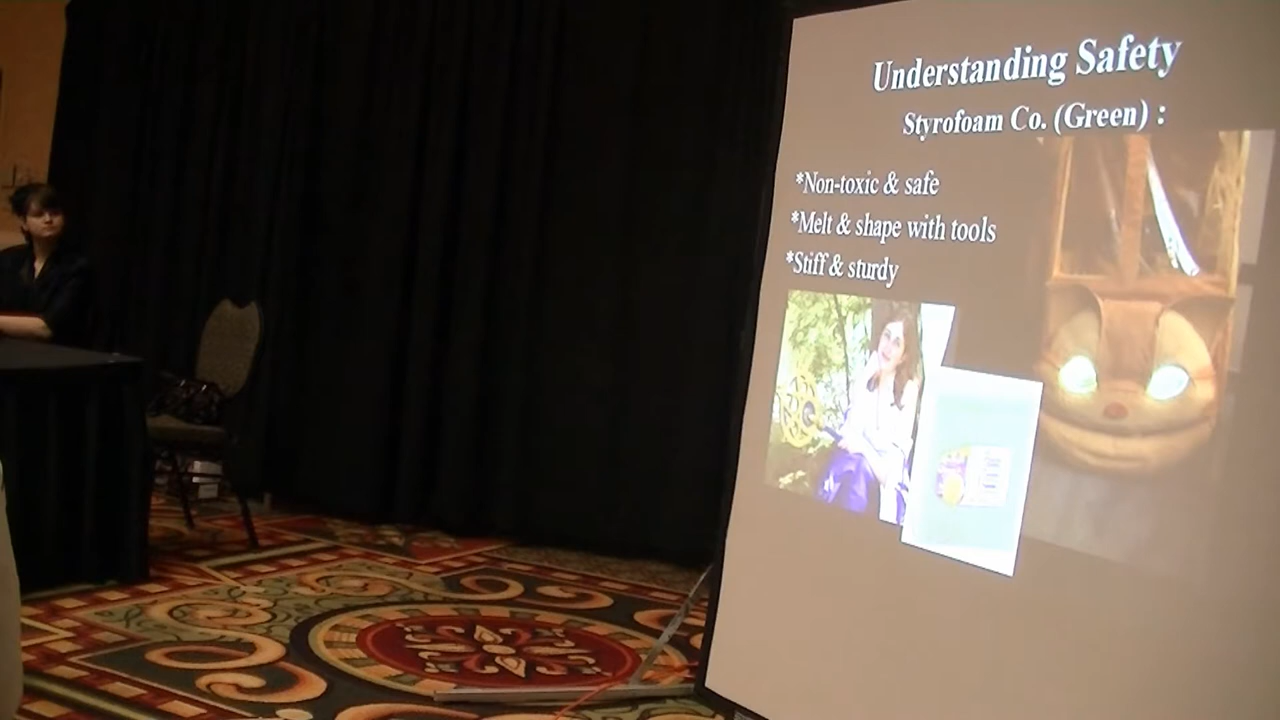 Understanding Safety
Styrofoam Co. (Green) :
*Non-toxic & safe
*Melt & shape with tools
*Stiff & sturdy